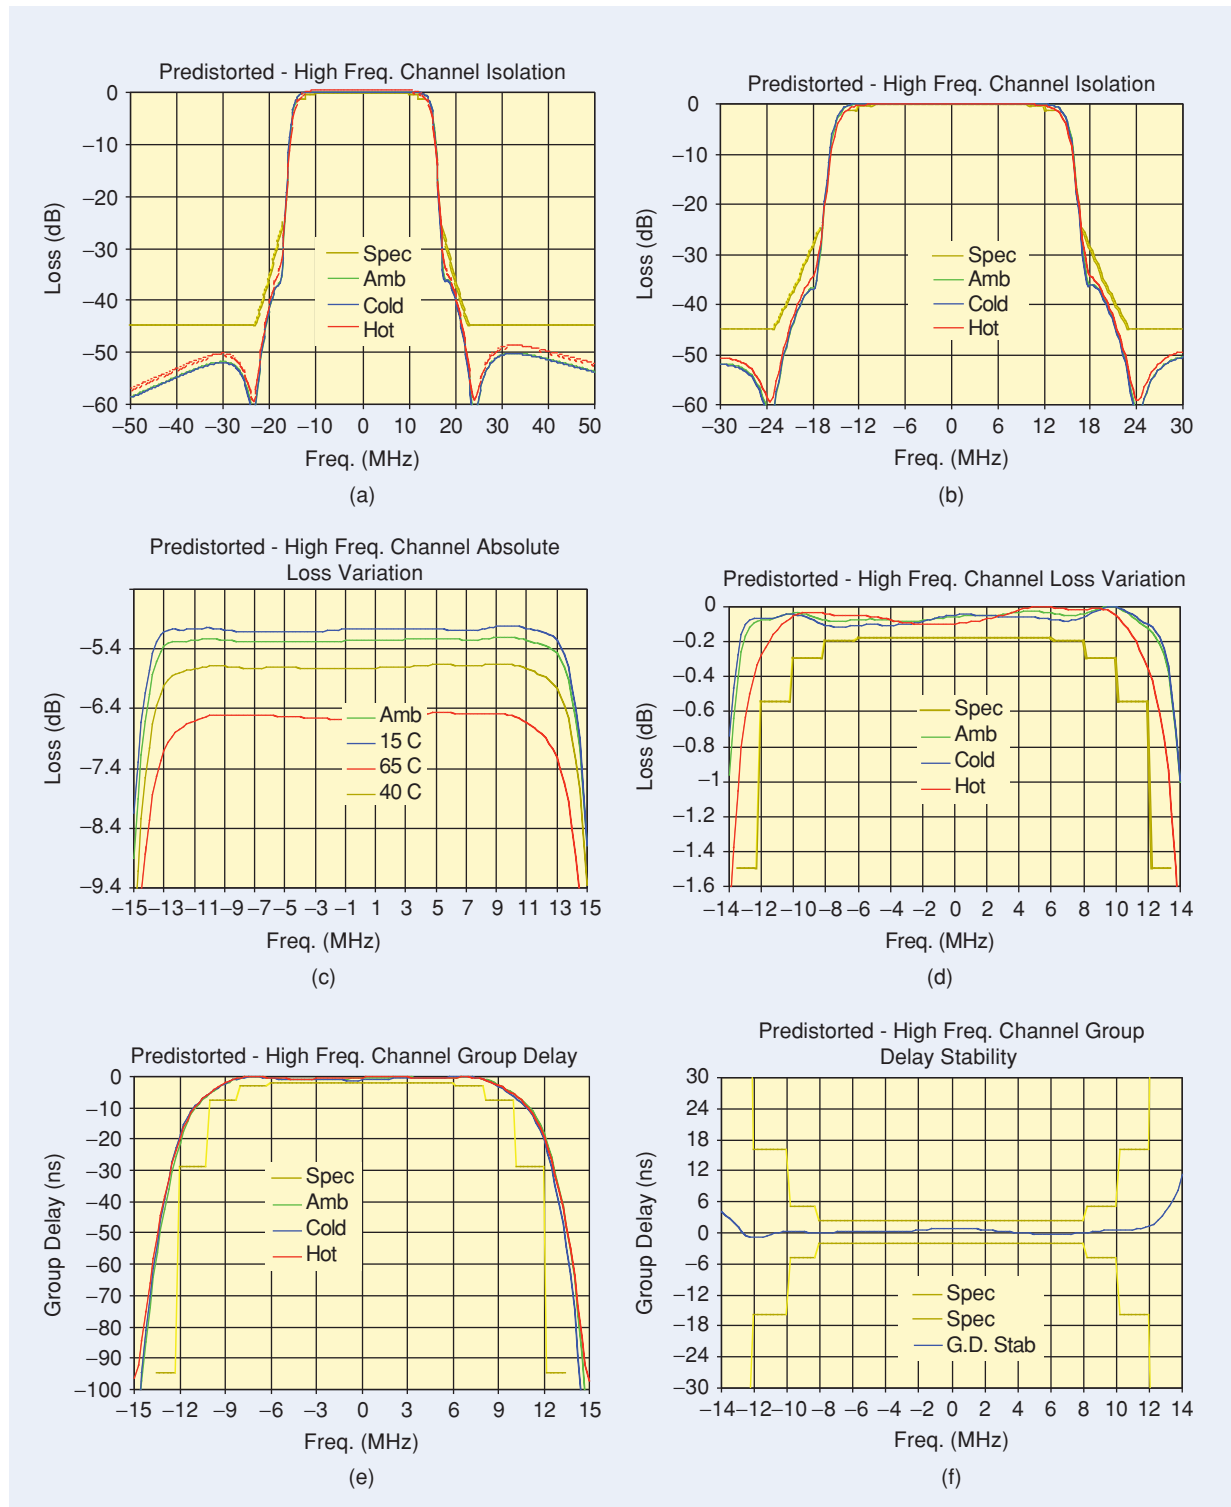 Predistorted - High Freq. Channel Isolation
0
–10
–20
–30
–40
–50
–60
Loss (dB)
Spec
Amb
Cold
Hot
–50 –40 –30 –20 –10 0 10 20 30 40 50
Freq. (MHz)
(a)
Predistorted - High Freq. Channel Isolation
0
–10
–20
–30
–40
–50
–60
Loss (dB)
Spec
Amb
Cold
Hot
–30 –24 –18 –12 –6 0 6 12 18 24 30
Freq. (MHz)
(b)
Predistorted - High Freq. Channel Absolute
Loss Variation
–5.4
–6.4
–7.4
–8.4
–9.4
Loss (dB)
Amb
15 C
65 C
40 C
–15 –13 –11 –9 –7 –5 –3 –1 1 3 5 7 9 11 13 15
Freq. (MHz)
(c)
Predistorted - High Freq. Channel Loss Variation
0
–0.2
–0.4
–0.6
–0.8
–1
–1.2
–1.4
–1.6
Loss (dB)
Spec
Amb
Cold
Hot
–14 –12 –10 –8 –6 –4 –2 0 2 4 6 8 10 12 14
Freq. (MHz)
(d)
Predistorted - High Freq. Channel Group Delay
0
–10
–20
–30
–40
–50
–60
–70
–80
–90
–100
Group Delay (ns)
Spec
Amb
Cold
Hot
–15 –12 –9 –6 –3 0 3 6 9 12 15
Freq. (MHz)
(e)
Predistorted - High Freq. Channel Group
Delay Stability
30
24
18
12
6
0
–6
–12
–18
–24
–30
Group Delay (ns)
Spec
Spec
G.D. Stab
–14 –12 –10 –8 –6 –4 –2 0 2 4 6 8 10 12 14
Freq. (MHz)
(f)